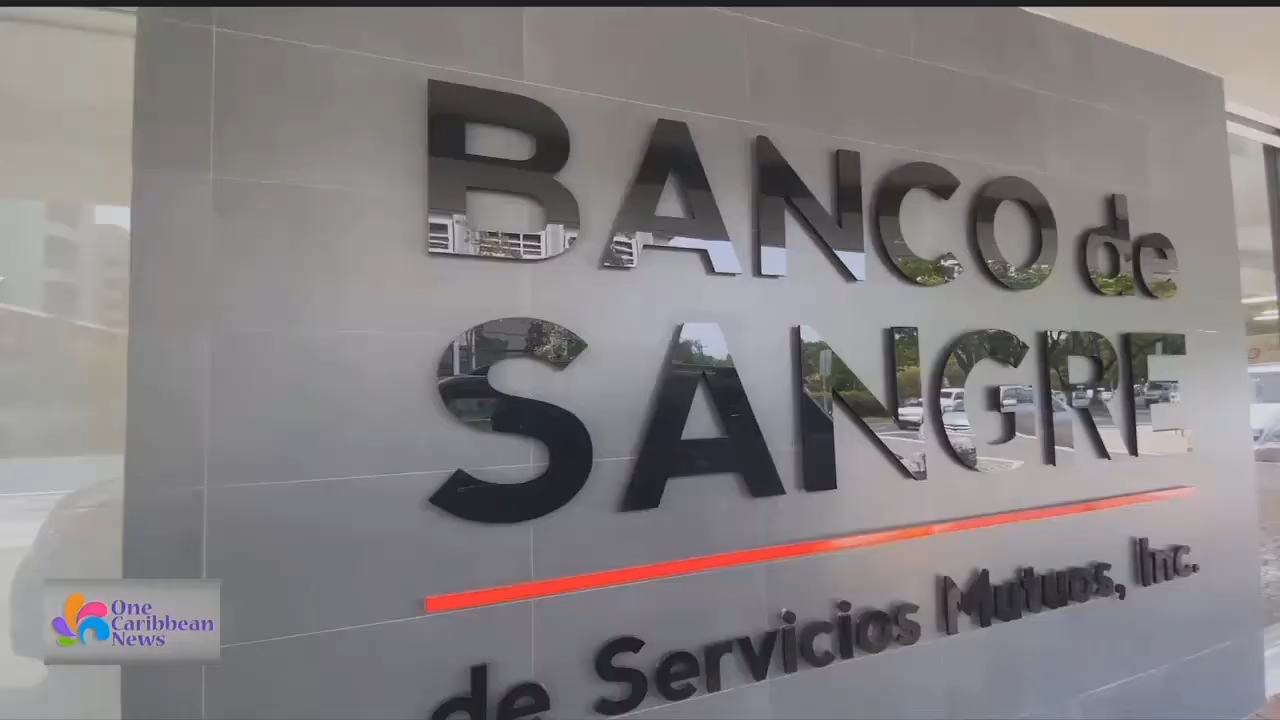 BANCO de
SANGRE
de Servicios Mutuos, Inc.
One
Caribbean
News